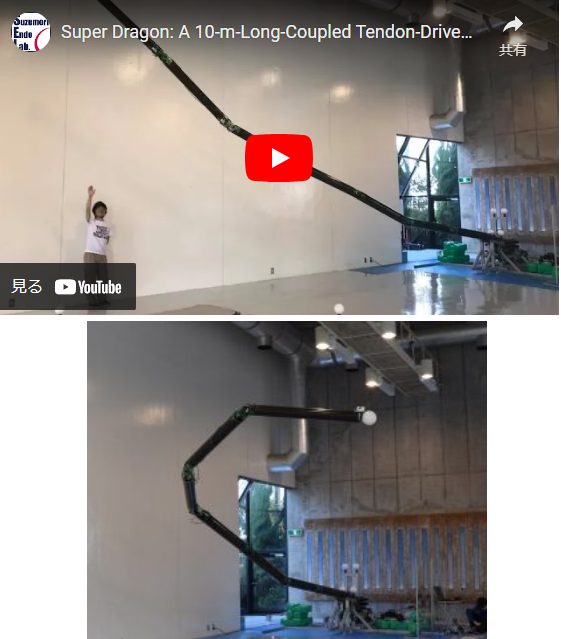 Suzumori
Endo
Lab.
Super Dragon: A 10-m-Long-Coupled Tendon-Drive...
共有
見る YouTube